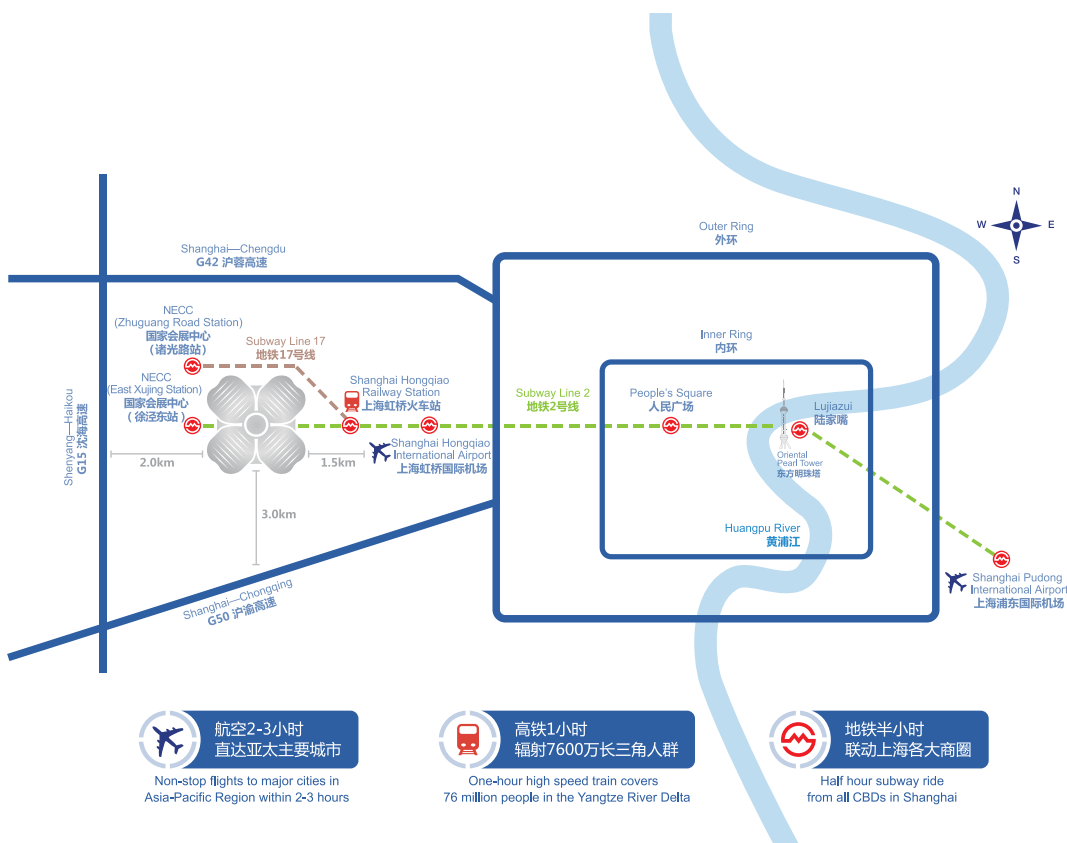 N
W
E
S
Outer Ring
外环
Shanghai—Chengdu
G42 沪蓉高速
NECC
(Zhuguang Road Station)
国家会展中心
（诸光路站）
Subway Line 17
地铁17号线
Inner Ring
内环
NECC
(East Xujing Station)
国家会展中心
（徐泾东站）
Shanghai Hongqiao
Railway Station
上海虹桥火车站
Subway Line 2
地铁2号线
People's Square
人民广场
Lujiazui
陆家嘴
Shenyang—Haikou
G15 沈海高速
2.0km
1.5km
Shanghai Hongqiao
International Airport
上海虹桥国际机场
Oriental
Pearl Tower
东方明珠塔
3.0km
Huangpu River
黄浦江
Shanghai—Chongqing
G50 沪渝高速
Shanghai Pudong
International Airport
上海浦东国际机场
航空2-3小时
直达亚太主要城市
Non-stop flights to major cities in
Asia-Pacific Region within 2-3 hours
高铁1小时
辐射7600万长三角人群
One-hour high speed train covers
76 million people in the Yangtze River Delta
地铁半小时
联动上海各大商圈
Half hour subway ride
from all CBDs in Shanghai